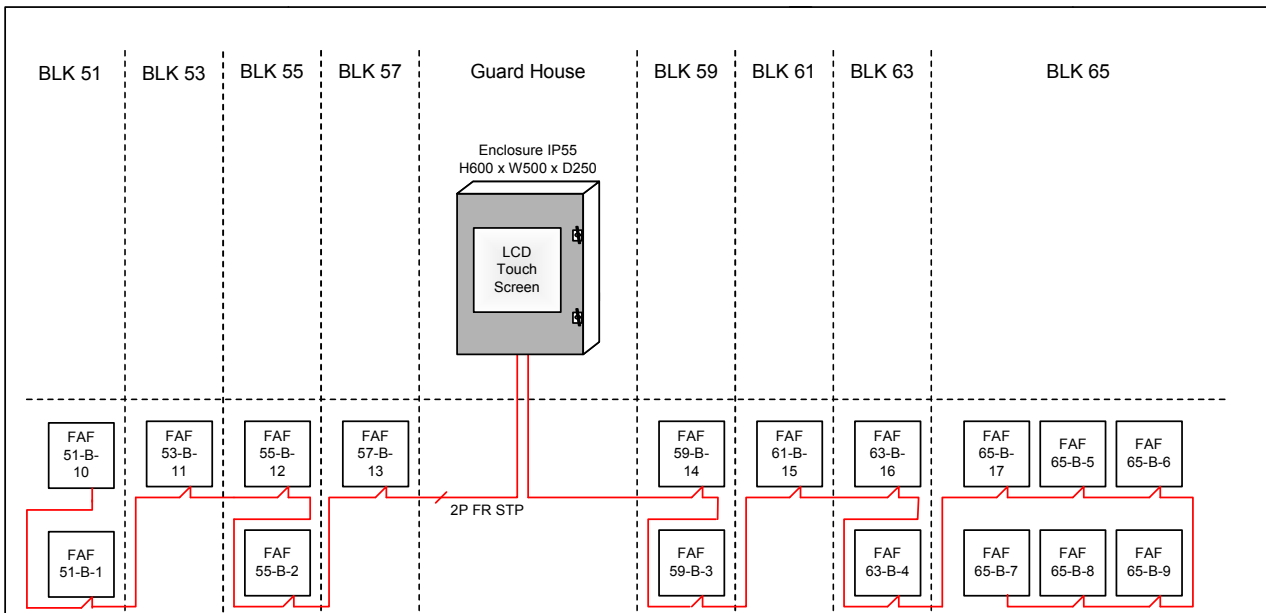 BLK 51
BLK 53
BLK 55
BLK 57
Guard House
BLK 59
BLK 61
BLK 63
BLK 65
Enclosure IP55
H600 x W500 x D250
LCD
Touch
Screen
FAF
51-B-
10
FAF
53-B-
11
FAF
55-B-
12
FAF
57-B-
13
FAF
59-B-
14
FAF
61-B-
15
FAF
63-B-
16
FAF
65-B-
17
FAF
65-B-5
FAF
65-B-6
2P FR STP
FAF
51-B-1
FAF
55-B-2
FAF
59-B-3
FAF
63-B-4
FAF
65-B-7
FAF
65-B-8
FAF
65-B-9